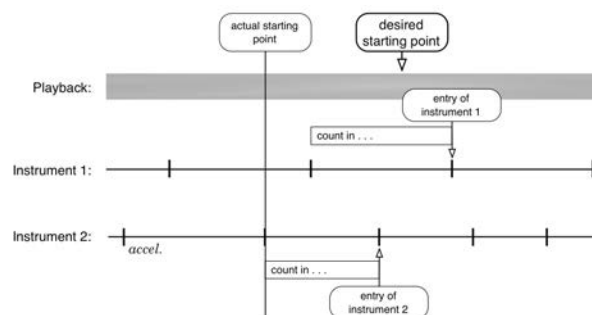 actual starting
point
desired
starting point
Playback:
entry of
instrument 1
count in . . .
Instrument 1:
Instrument 2:
accel.
count in . . .
entry of
instrument 2